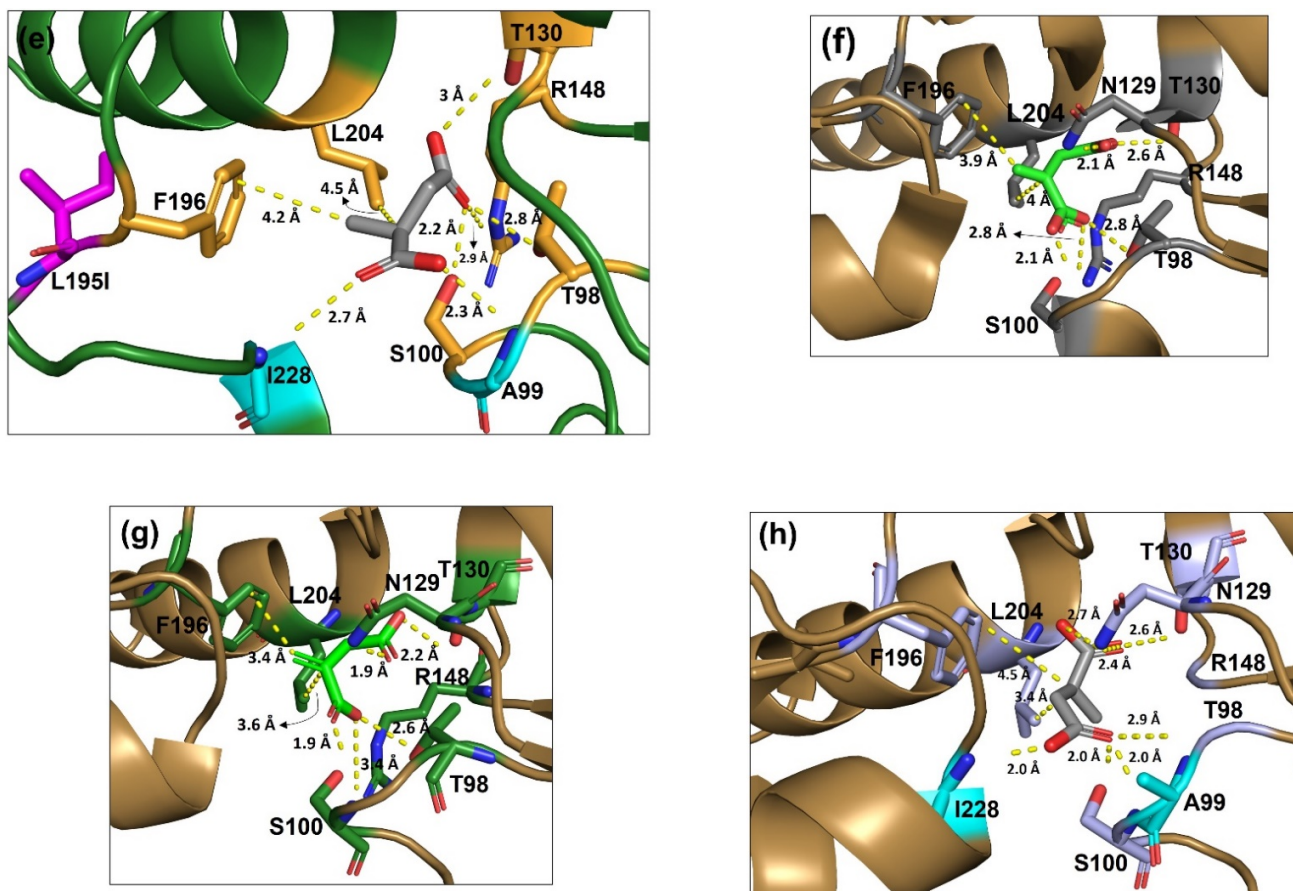 (e)
T130
3 Å
R148
L204
4.5 Å
F196
4.2 Å
2.2 Å
2.8 Å
2.9 Å
L195I
T98
2.7 Å
2.3 Å
S100
I228
A99
(f)
F196
N129
T130
L204
3.9 Å
2.1 Å
2.6 Å
R148
4 Å
2.8 Å
2.8 Å
2.1 Å
T98
S100
(g)
T130
L204
N129
F196
3.4 Å
2.2 Å
1.9 Å
R148
3.6 Å
2.6 Å
1.9 Å
3.4 Å
T98
S100
(h)
T130
N129
L204
2.7 Å
2.6 Å
F196
2.4 Å
R148
4.5 Å
3.4 Å
T98
2.9 Å
2.0 Å
2.0 Å
2.0 Å
I228
A99
S100